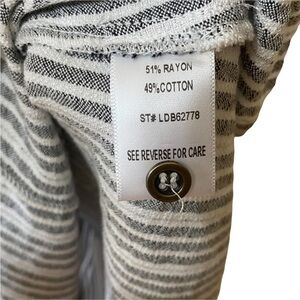 51% RAYON
49%COTTON
ST# LDB62778
SEE REVERSE FOR CARE